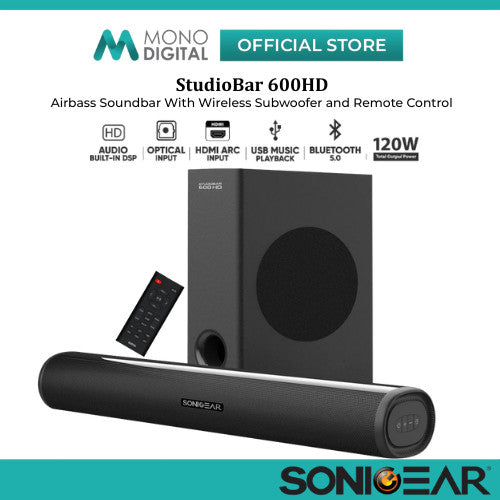 MONO
DIGITAL
OFFICIAL STORE
StudioBar 600HD
Airbass Soundbar With Wireless Subwoofer and Remote Control
HD
AUDIO
BUILT-IN DSP
OPTICAL
INPUT
HDMI ARC
INPUT
USB MUSIC
PLAYBACK
BLUETOOTH
5.0
120W
Total Output Power
STUDIOBAR
600HD
SONICGEAR
SONICGEAR